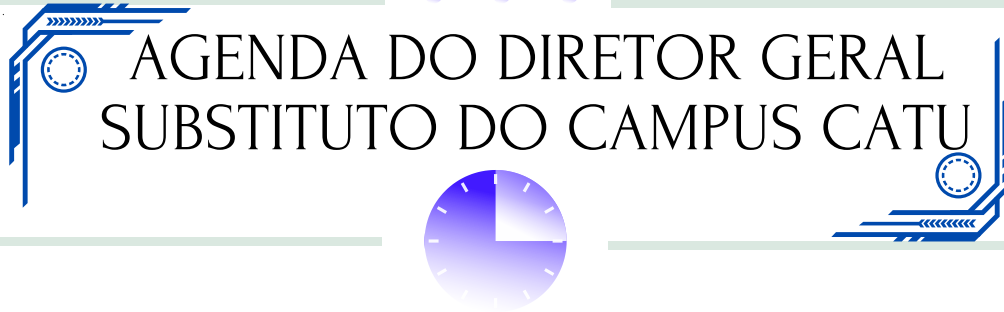 AGENDA DO DIRETOR GERAL
SUBSTITUTO DO CAMPUS CATU